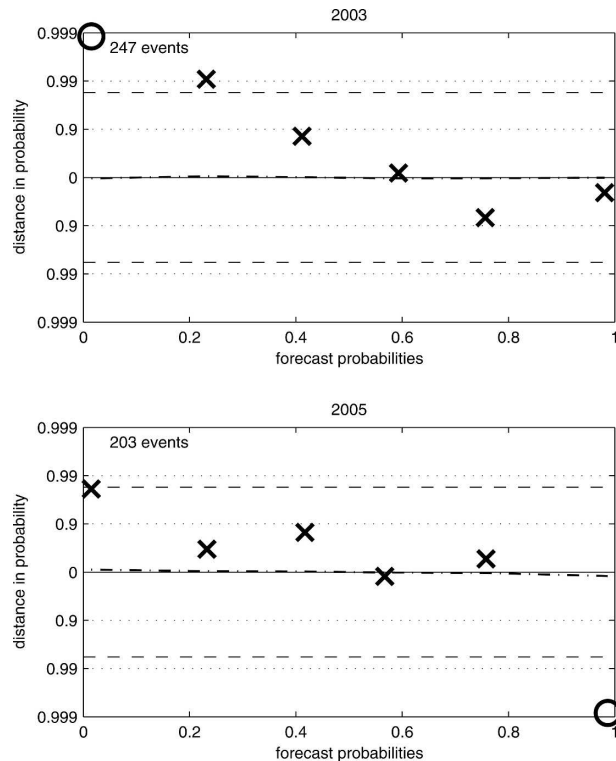 2003
0.999
247 events
0.99
0.9
0
0.9
0.99
0.999
distance in probability
0 0.2 0.4 0.6 0.8 1
forecast probabilities
2005
0.999
203 events
0.99
0.9
0
0.9
0.99
0.999
distance in probability
0 0.2 0.4 0.6 0.8 1
forecast probabilities